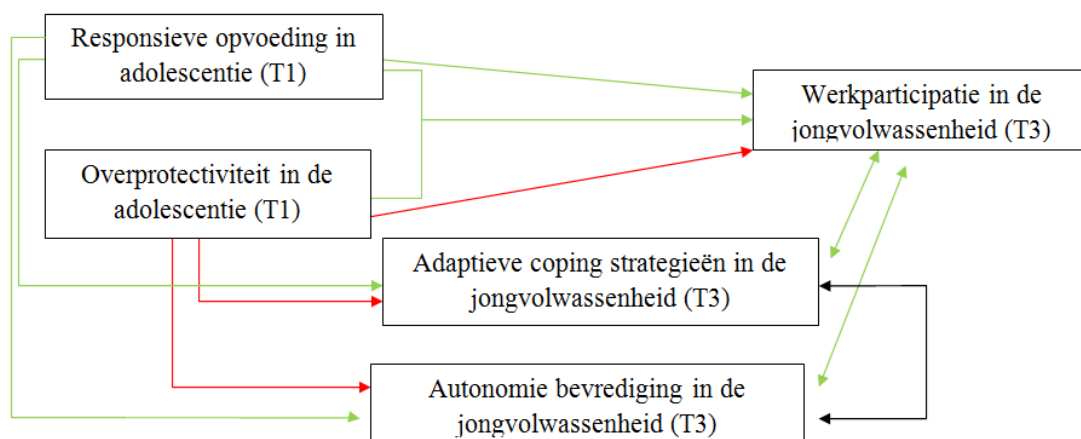 Responsieve opvoeding in
adolescentie (T1)
Werkparticipatie in de
jongvolwassenheid (T3)
Overprotectiviteit in de
adolescentie (T1)
Adaptieve coping strategieën in de
jongvolwassenheid (T3)
Autonomie bevrediging in de
jongvolwassenheid (T3)